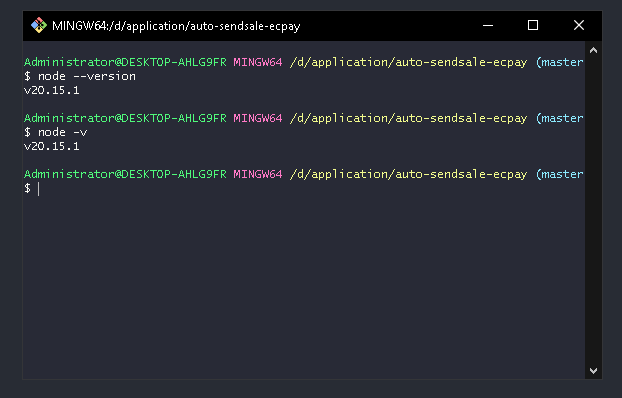 MINGW64:/d/application/auto-sendsale-ecpay
Administrator@DESKTOP-AHLG9FR MINGW64 /d/application/auto-sendsale-ecpay (master
$ node --version
v20.15.1
Administrator@DESKTOP-AHLG9FR MINGW64 /d/application/auto-sendsale-ecpay (master
$ node -v
v20.15.1
Administrator@DESKTOP-AHLG9FR MINGW64 /d/application/auto-sendsale-ecpay (master
$